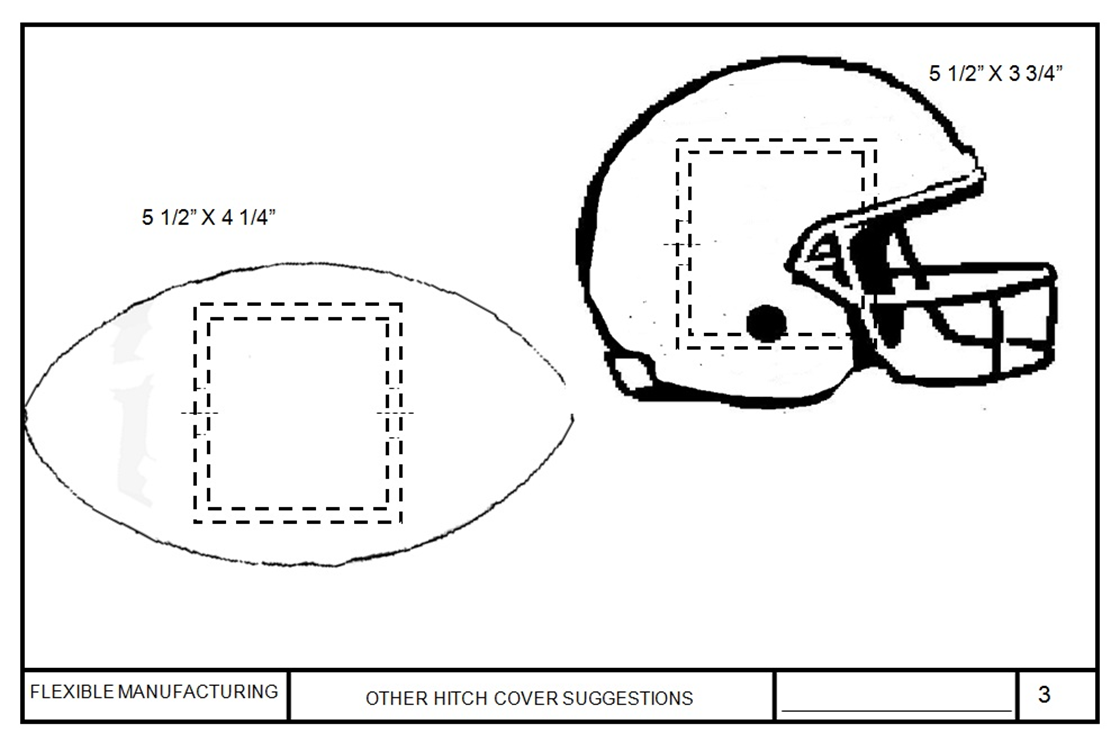 5 1/2” X 3 3/4”
5 1/2” X 4 1/4”
FLEXIBLE MANUFACTURING
OTHER HITCH COVER SUGGESTIONS
3